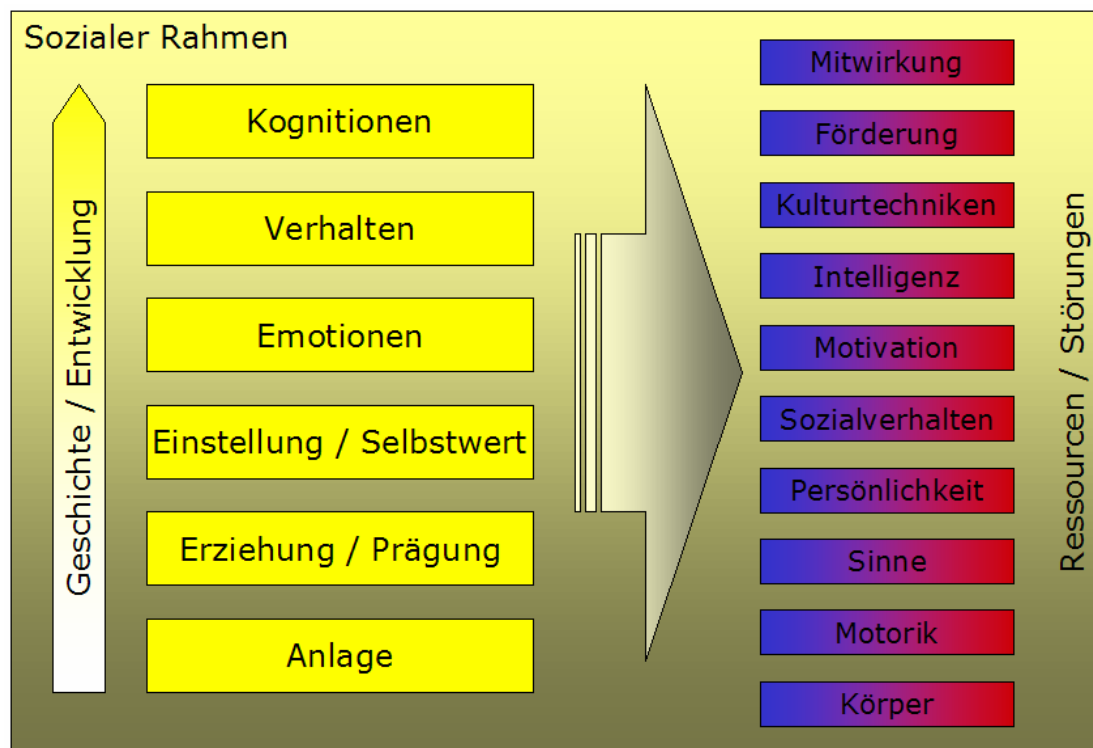 Sozialer Rahmen
Geschichte / Entwicklung
Kognitionen
Verhalten
Emotionen
Einstellung / Selbstwert
Erziehung / Prägung
Anlage
Mitwirkung
Förderung
Kulturtechniken
Intelligenz
Motivation
Sozialverhalten
Persönlichkeit
Sinne
Motorik
Körper
Ressourcen / Störungen